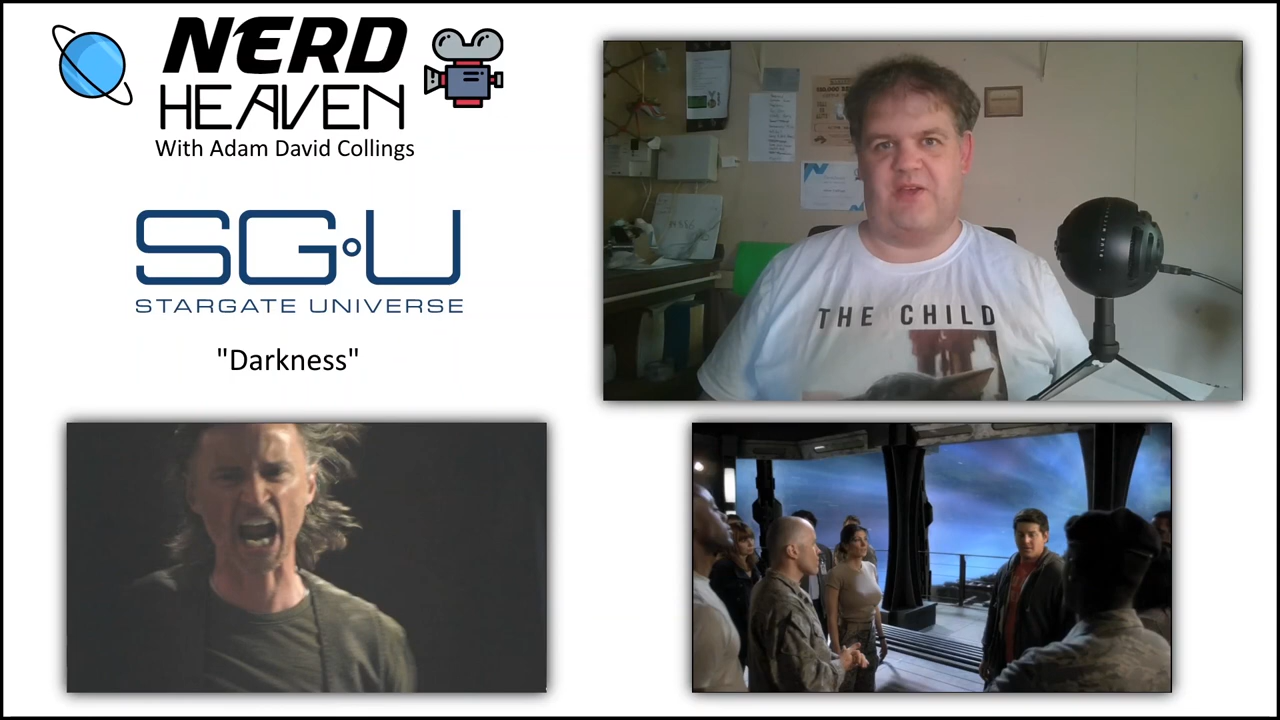 NERD
HEAVEN
With Adam David Collings
SG·U
STARGATE UNIVERSE
"Darkness"
THE CHILD